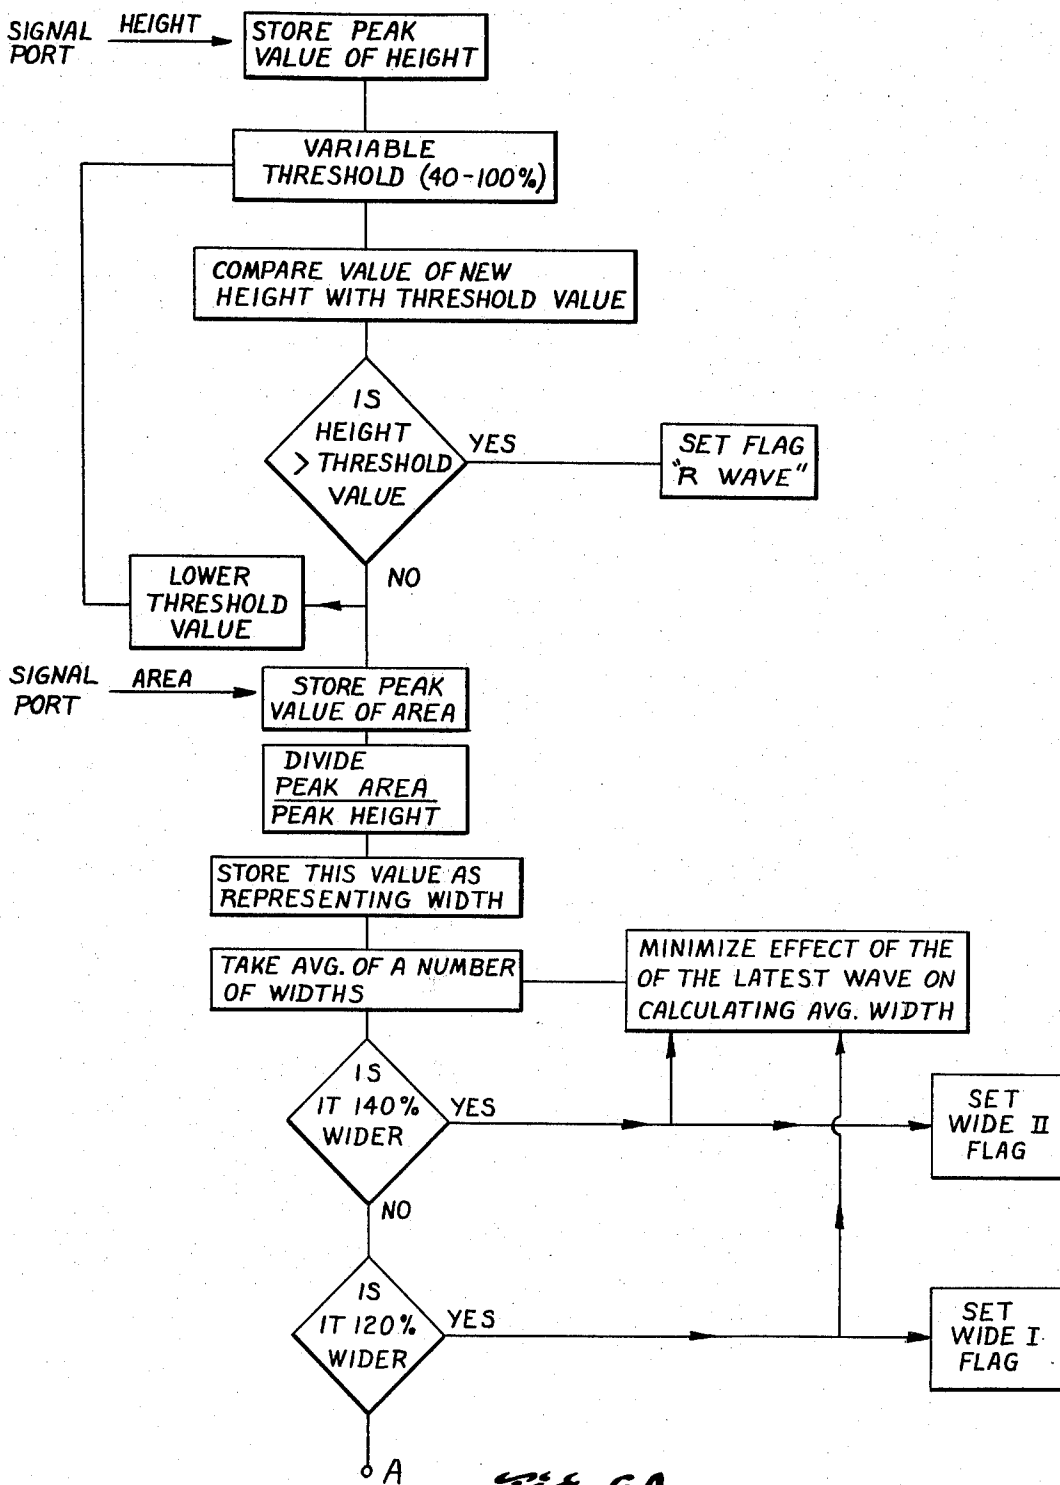 SIGNAL PORT
HEIGHT
STORE PEAK
VALUE OF HEIGHT
VARIABLE
THRESHOLD (40-100%)
COMPARE VALUE OF NEW
HEIGHT WITH THRESHOLD VALUE
IS
HEIGHT
> THRESHOLD
VALUE
YES
SET FLAG
"R WAVE"
NO
LOWER
THRESHOLD
VALUE
SIGNAL PORT
AREA
STORE PEAK
VALUE OF AREA
DIVIDE
PEAK AREA
PEAK HEIGHT
STORE THIS VALUE AS
REPRESENTING WIDTH
TAKE AVG. OF A NUMBER
OF WIDTHS
MINIMIZE EFFECT OF THE
OF THE LATEST WAVE ON
CALCULATING AVG. WIDTH
IS
IT 140%
WIDER
YES
SET
WIDE II
FLAG
NO
IS
IT 120%
WIDER
YES
SET
WIDE I
FLAG
A